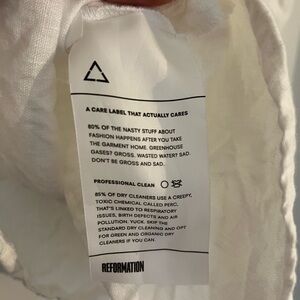 A CARE LABEL THAT ACTUALLY CARES
80% OF THE NASTY STUFF ABOUT
FASHION HAPPENS AFTER YOU TAKE
THE GARMENT HOME. GREENHOUSE
GASES? GROSS. WASTED WATER? SAD.
DON'T BE GROSS AND SAD.
PROFESSIONAL CLEAN
85% OF DRY CLEANERS USE A CREEPY,
TOXIC CHEMICAL CALLED PERC,
THAT'S LINKED TO RESPIRATORY
ISSUES, BIRTH DEFECTS AND AIR
POLLUTION. YUCK. SKIP THE
STANDARD DRY CLEANING AND OPT
FOR GREEN AND ORGANIC DRY
CLEANERS IF YOU CAN.
REFORMATION